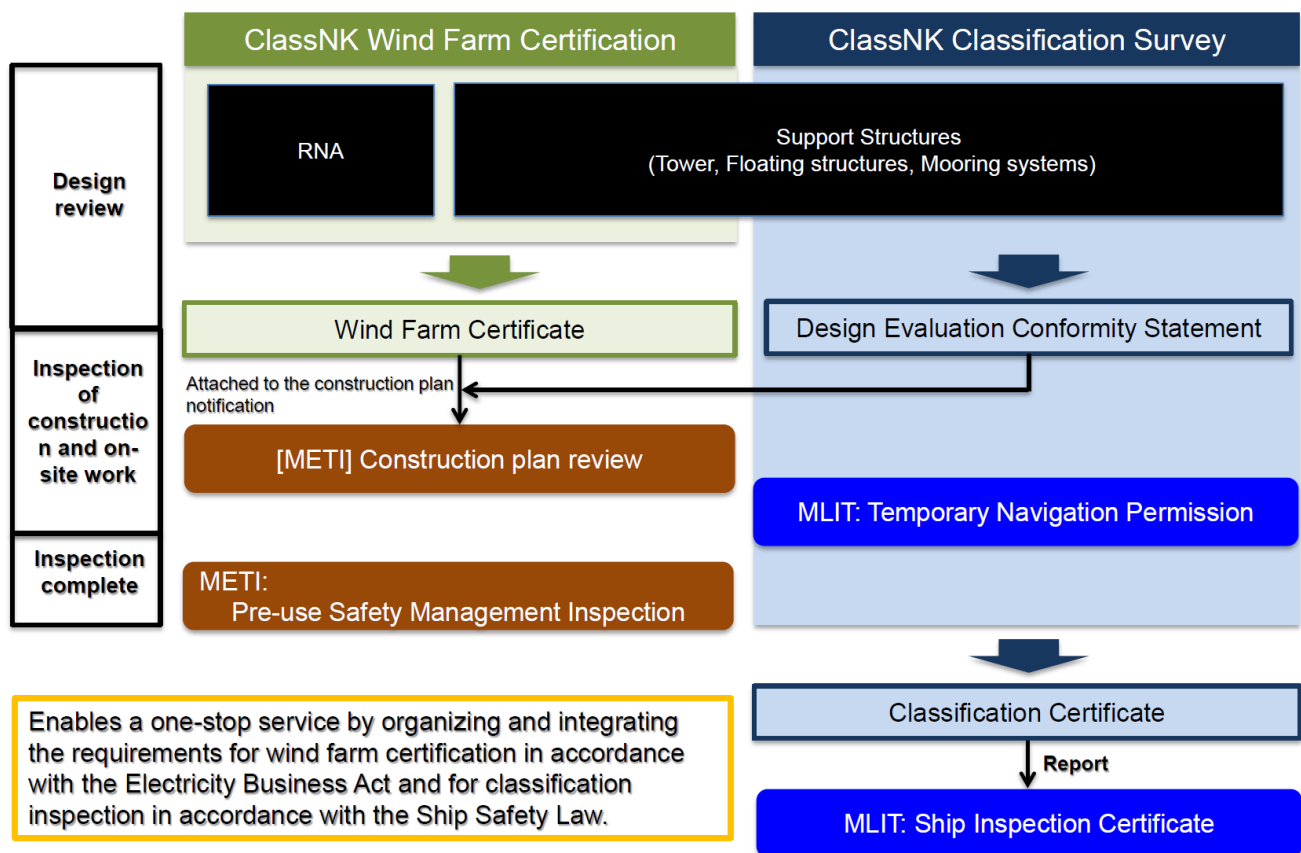 ClassNK Wind Farm Certification
ClassNK Classification Survey
Design
review
RNA
Support Structures
(Tower, Floating structures, Mooring systems)
Wind Farm Certificate
Design Evaluation Conformity Statement
Inspection
of
constructio
n and on-
site work
Attached to the construction plan
notification
[METI] Construction plan review
MLIT: Temporary Navigation Permission
Inspection
complete
METI:
Pre-use Safety Management Inspection
Enables a one-stop service by organizing and integrating
the requirements for wind farm certification in accordance
with the Electricity Business Act and for classification
inspection in accordance with the Ship Safety Law.
Classification Certificate
Report
MLIT: Ship Inspection Certificate